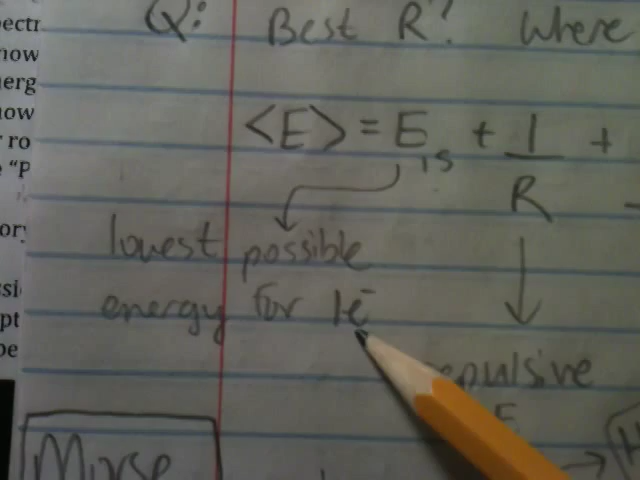 Q: Best R? Where
<E> = E1s + 1/R +
lowest possible
energy for 1e⁻
repulsive
E
Morse